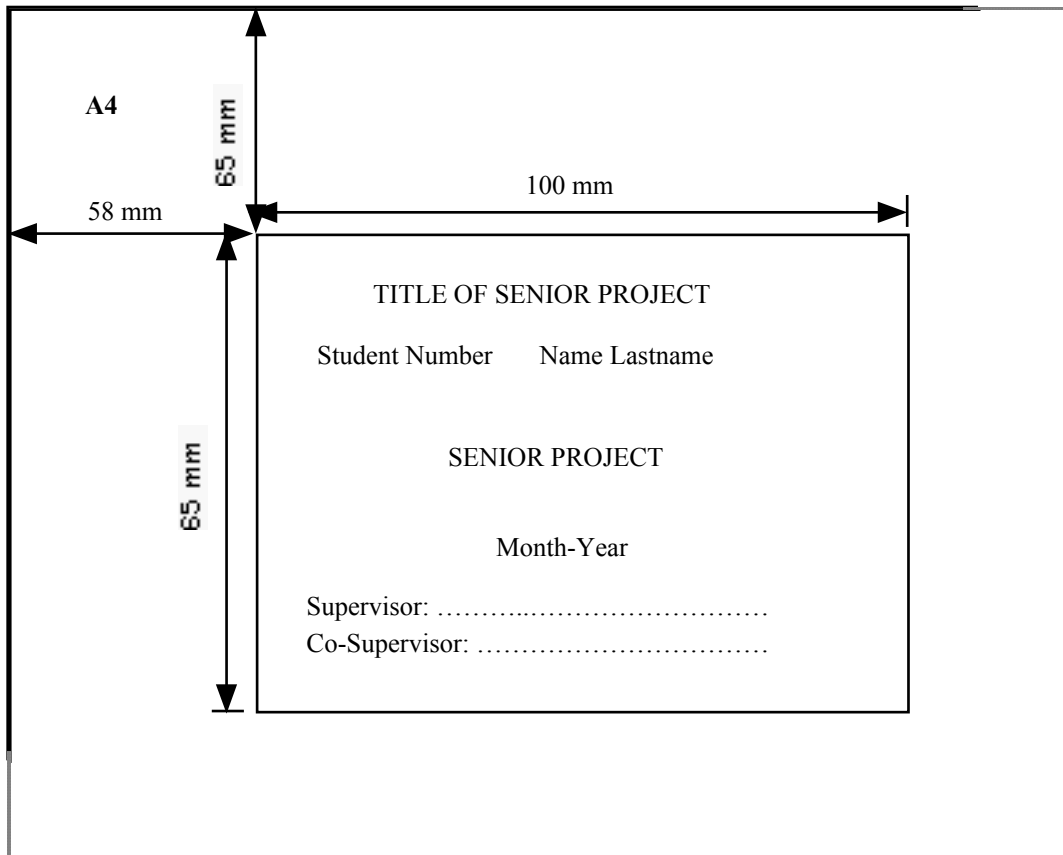 A4
65 mm
100 mm
58 mm
TITLE OF SENIOR PROJECT
Student Number Name Lastname
65 mm
SENIOR PROJECT
Month-Year
Supervisor: ………..………………………
Co-Supervisor: ……………………………